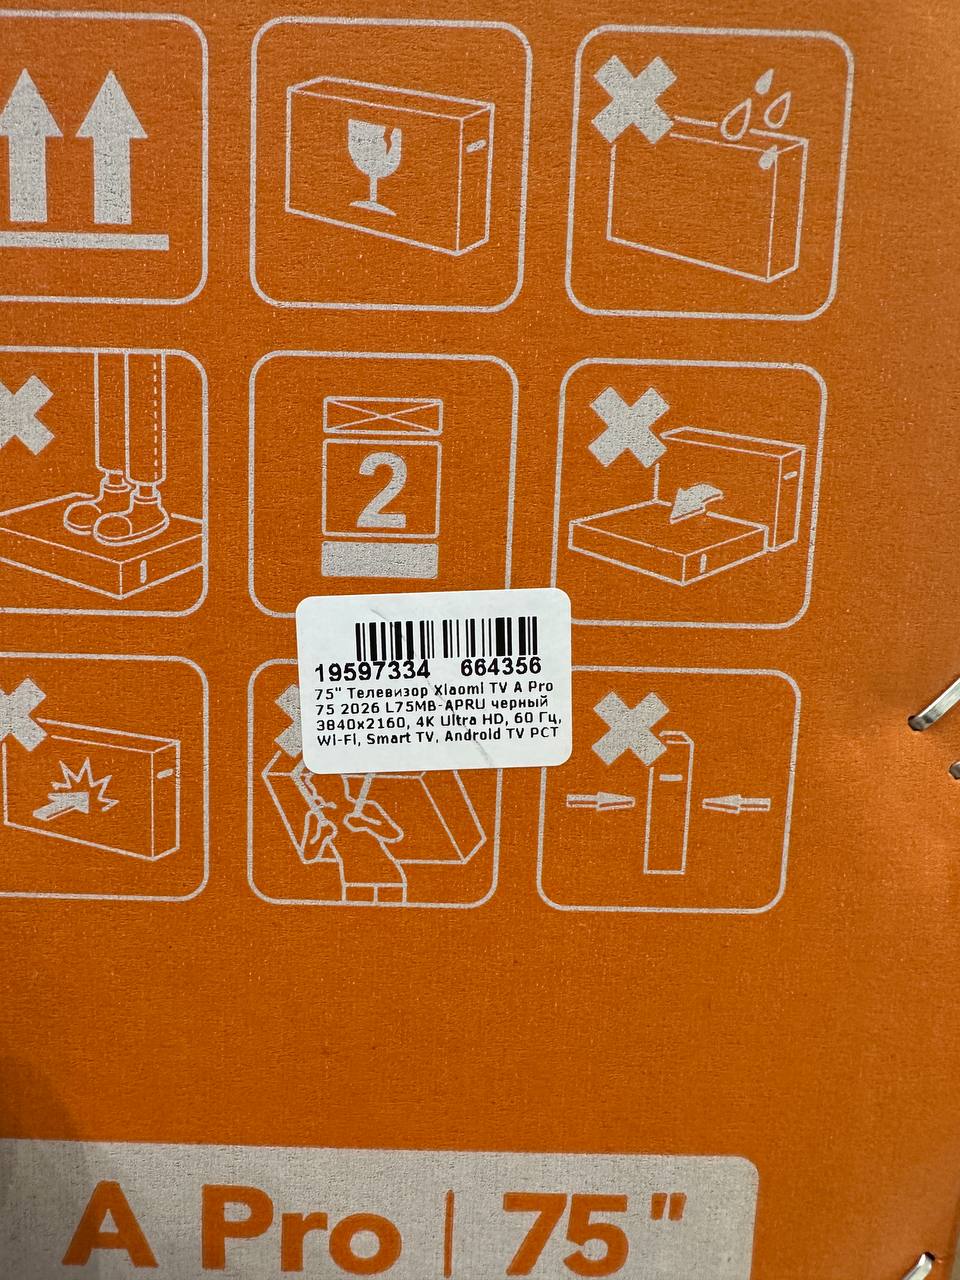 2
19597334 664356
75" Телевизор Xiaomi TV A Pro
75 2026 L75MB-APRU черный
3840x2160, 4K Ultra HD, 60 Гц,
Wi-Fi, Smart TV, Android TV РСТ
A Pro | 75"